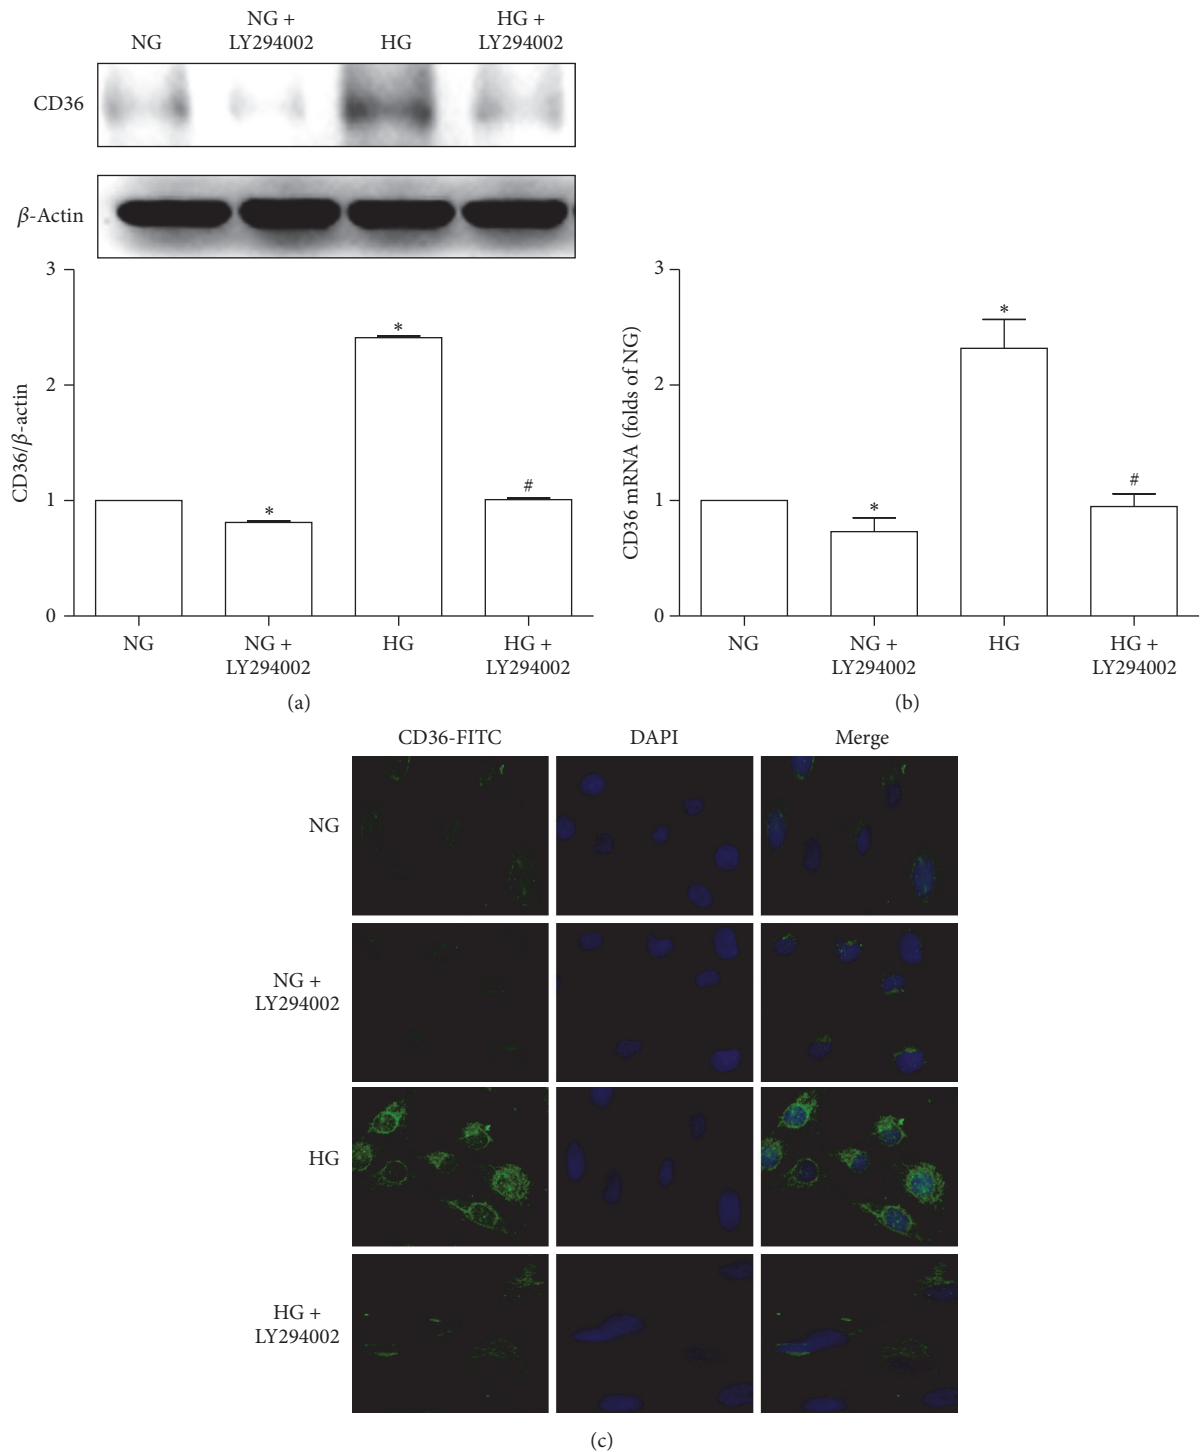 NG
NG +
LY294002
HG
HG +
LY294002
CD36
β-Actin
CD36/β-actin
3
2
1
0
*
*
#
NG
NG +
LY294002
HG
HG +
LY294002
(a)
CD36 mRNA (folds of NG)
3
2
1
0
*
*
#
NG
NG +
LY294002
HG
HG +
LY294002
(b)
CD36-FITC
DAPI
Merge
NG
NG +
LY294002
HG
HG +
LY294002
(c)